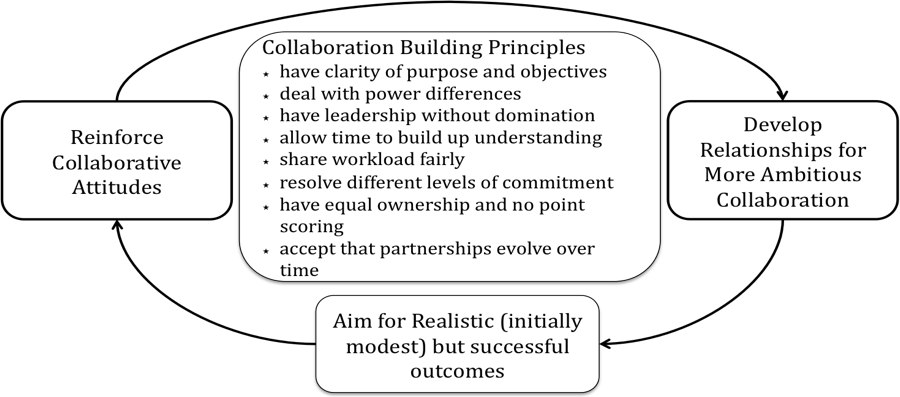 Collaboration Building Principles
⋆ have clarity of purpose and objectives
⋆ deal with power differences
⋆ have leadership without domination
⋆ allow time to build up understanding
⋆ share workload fairly
⋆ resolve different levels of commitment
⋆ have equal ownership and no point
scoring
⋆ accept that partnerships evolve over
time
Reinforce
Collaborative
Attitudes
Develop
Relationships for
More Ambitious
Collaboration
Aim for Realistic (initially
modest) but successful
outcomes